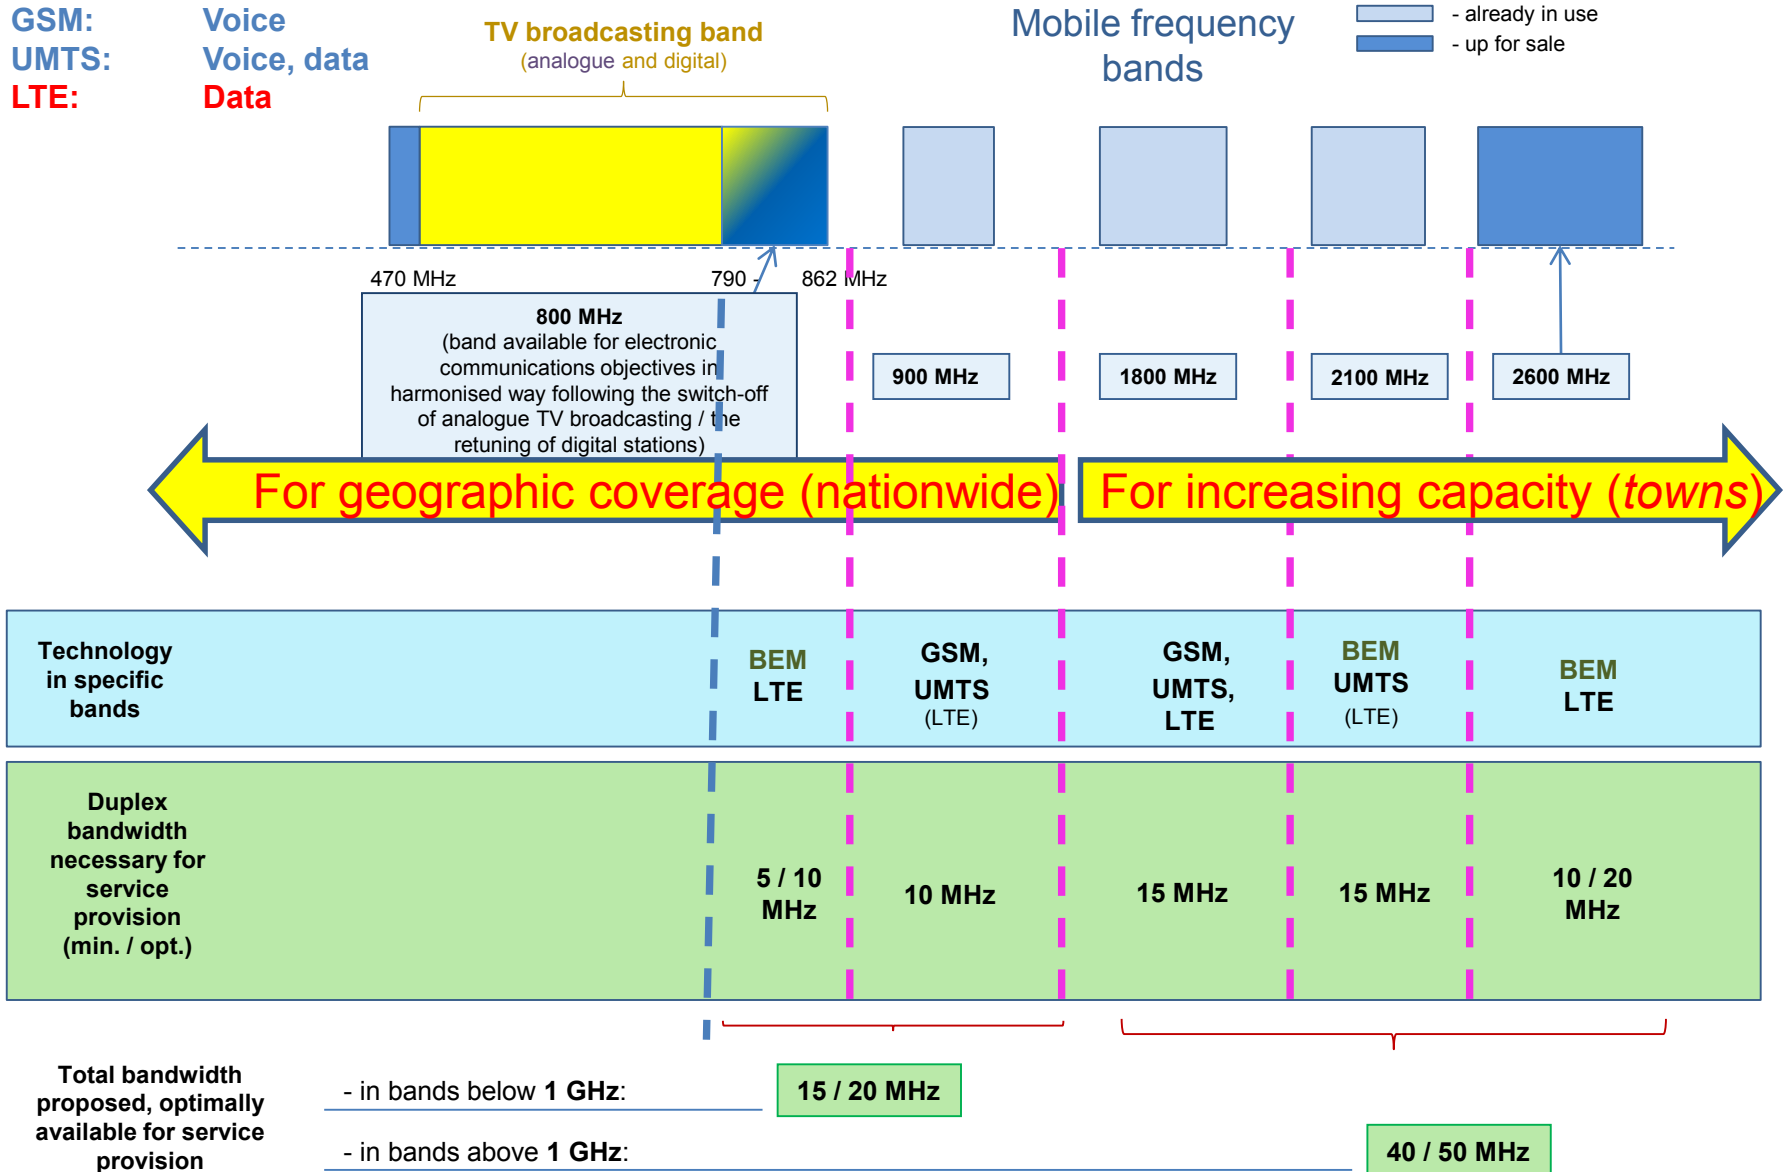 GSM: Voice
UMTS: Voice, data
LTE: Data
TV broadcasting band
(analogue and digital)
Mobile frequency
bands
- already in use
- up for sale
470 MHz
790 -
862 MHz
800 MHz
(band available for electronic
communications objectives in
harmonised way following the switch-off
of analogue TV broadcasting / the
retuning of digital stations)
900 MHz
1800 MHz
2100 MHz
2600 MHz
For geographic coverage (nationwide)
For increasing capacity (towns)
Technology
in specific
bands
BEM
LTE
GSM,
UMTS
(LTE)
GSM,
UMTS,
LTE
BEM
UMTS
(LTE)
BEM
LTE
Duplex
bandwidth
necessary for
service
provision
(min. / opt.)
5 / 10
MHz
10 MHz
15 MHz
15 MHz
10 / 20
MHz
Total bandwidth
proposed, optimally
available for service
provision
- in bands below 1 GHz:
15 / 20 MHz
- in bands above 1 GHz:
40 / 50 MHz